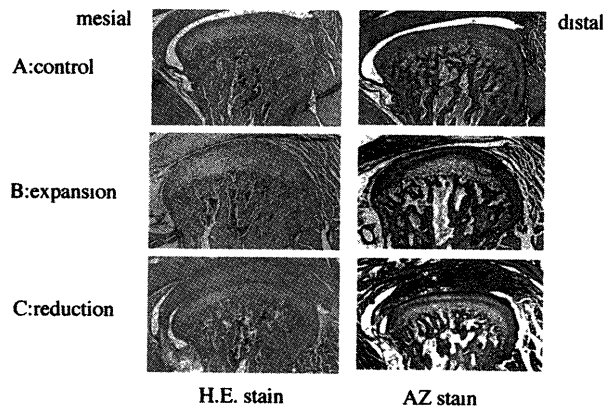 mesial distal
A:control
B:expansion
C:reduction
H.E. stain AZ stain